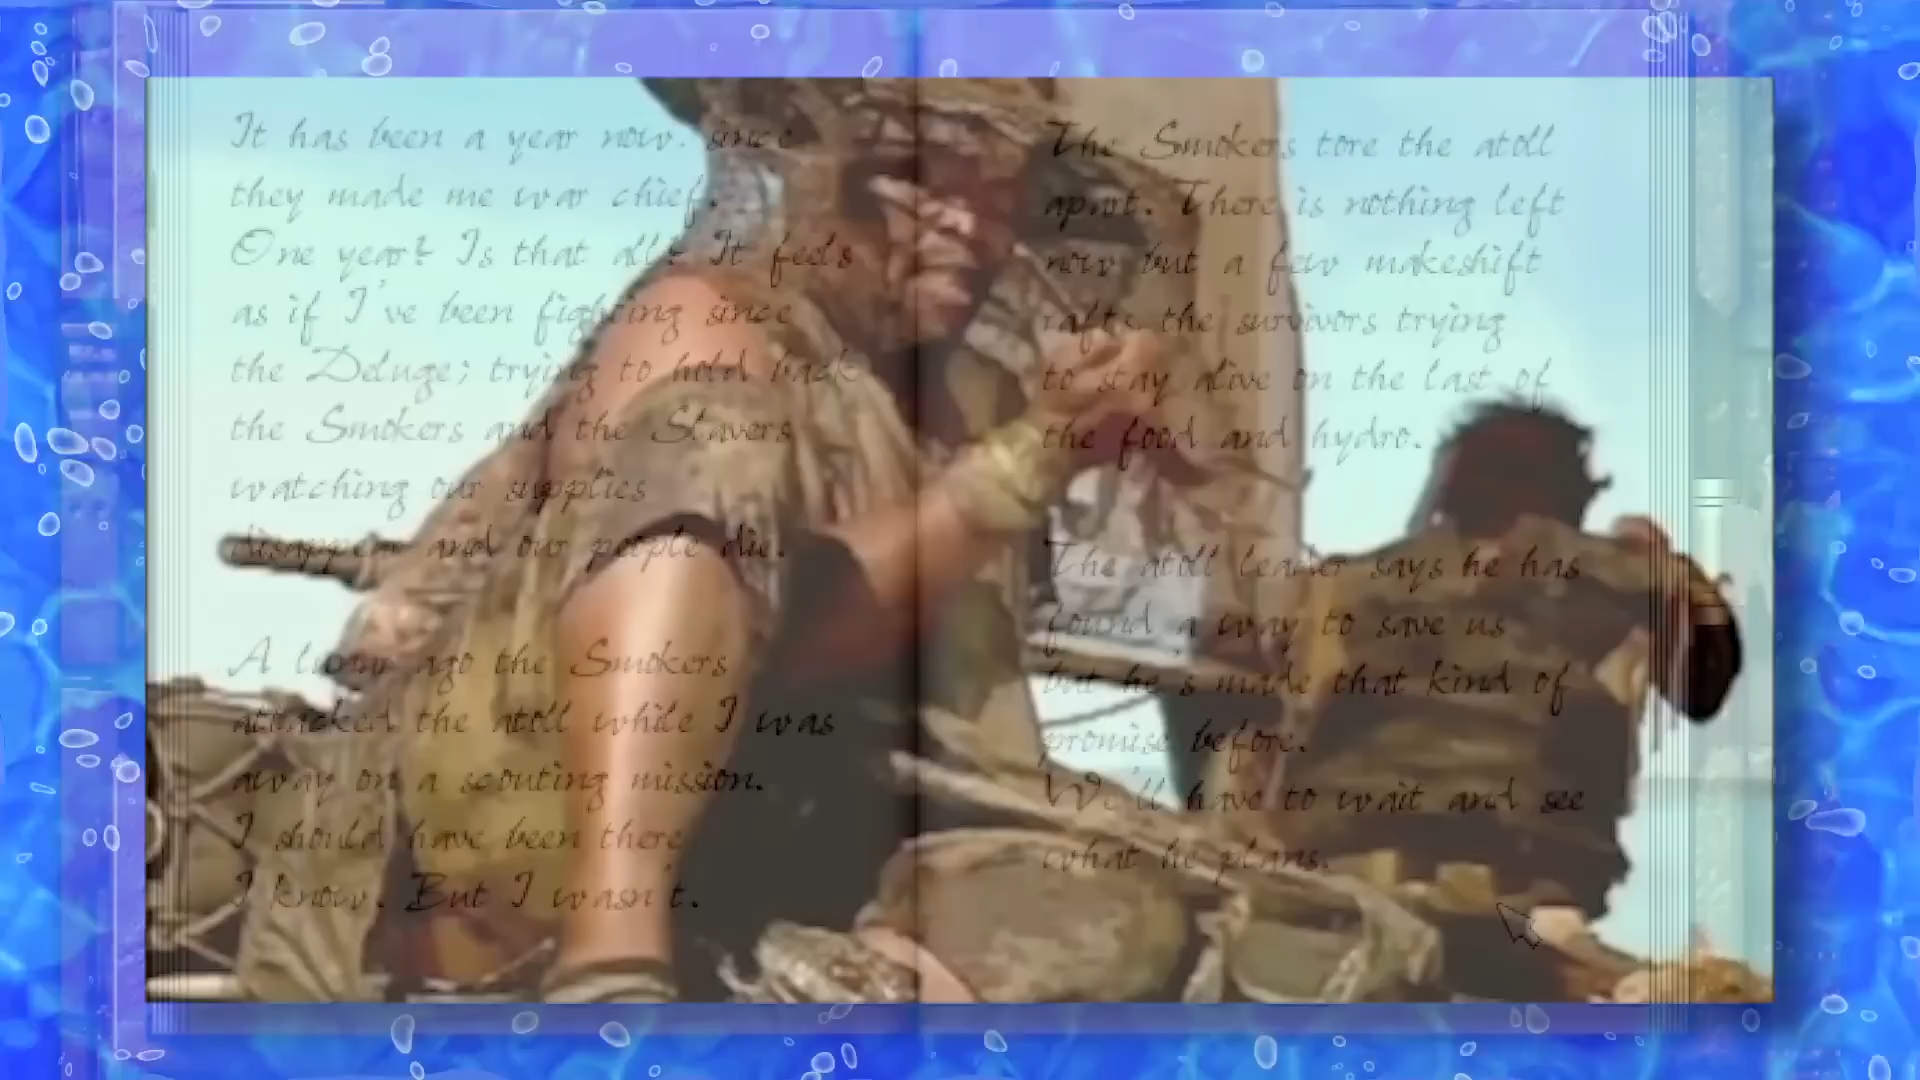 It has been a year now. since
they made me war chief.
One year? Is that all? It feels
as if I've been fighting since
the Deluge; trying to hold back
the Smokers and the Slavers
watching our supplies
disappear and our people die.
A lunar ago the Smokers
attacked the atoll while I was
away on a scouting mission.
I should have been there
I know. But I wasn't.
The Smokers tore the atoll
apart. There is nothing left
now but a few makeshift
rafts the survivors trying
to stay alive on the last of
the food and hydro.
The atoll leader says he has
found a way to save us
but he's made that kind of
promise before.
We'll have to wait and see
what he plans.